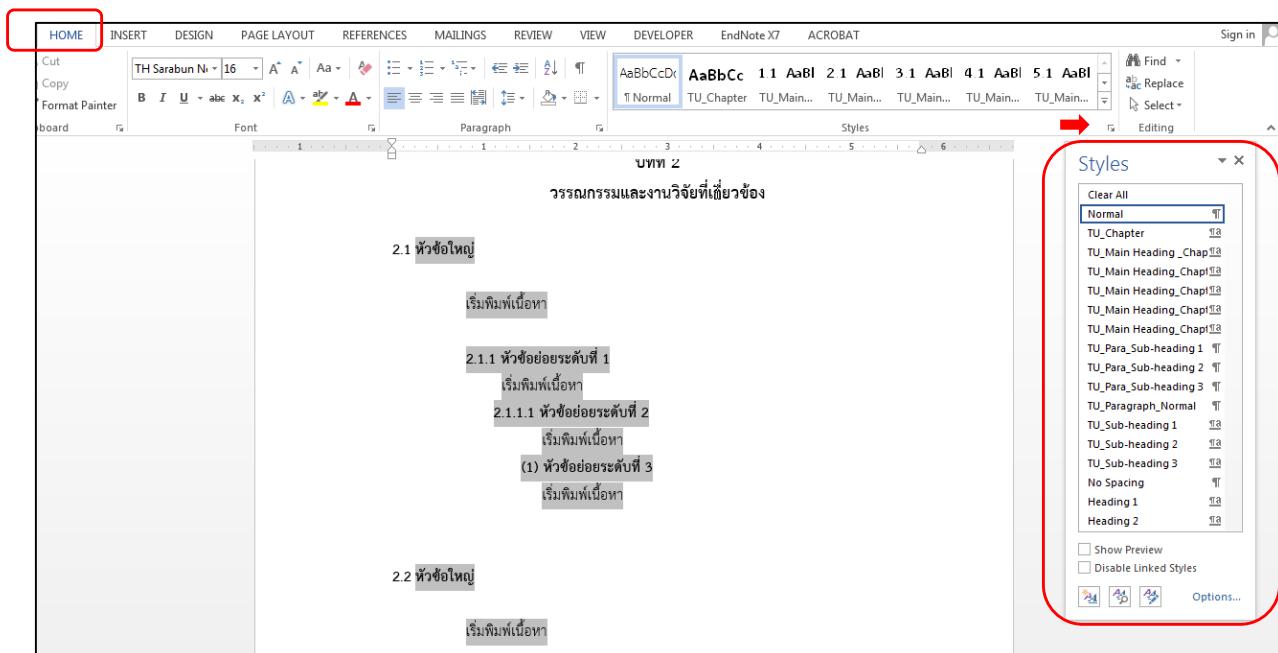 HOME INSERT DESIGN PAGE LAYOUT REFERENCES MAILINGS REVIEW VIEW DEVELOPER EndNote X7 ACROBAT Sign in
Cut
Copy
Format Painter
TH Sarabun N 16
B I U abc X₂ X²
AaBbCcDc AaBbCc 1.1 AaBl 2.1 AaBl 3.1 AaBl 4.1 AaBl 5.1 AaBl
¶ Normal TU_Chapter TU_Main... TU_Main... TU_Main... TU_Main... TU_Main...
Find
Replace
Select
board Font Paragraph Styles Editing
1 1 2 3 4 5 6
บทที่ 2
วรรณกรรมและงานวิจัยที่เกี่ยวข้อง
2.1 หัวข้อใหญ่
เริ่มพิมพ์เนื้อหา
2.1.1 หัวข้อย่อยระดับที่ 1
เริ่มพิมพ์เนื้อหา
2.1.1.1 หัวข้อย่อยระดับที่ 2
เริ่มพิมพ์เนื้อหา
(1) หัวข้อย่อยระดับที่ 3
เริ่มพิมพ์เนื้อหา
2.2 หัวข้อใหญ่
เริ่มพิมพ์เนื้อหา
Styles
Clear All
Normal
TU_Chapter
TU_Main Heading _Chap
TU_Main Heading_Chapt
TU_Main Heading_Chapt
TU_Main Heading_Chapt
TU_Main Heading_Chapt
TU_Para_Sub-heading 1
TU_Para_Sub-heading 2
TU_Para_Sub-heading 3
TU_Paragraph_Normal
TU_Sub-heading 1
TU_Sub-heading 2
TU_Sub-heading 3
No Spacing
Heading 1
Heading 2
Show Preview
Disable Linked Styles
Options...